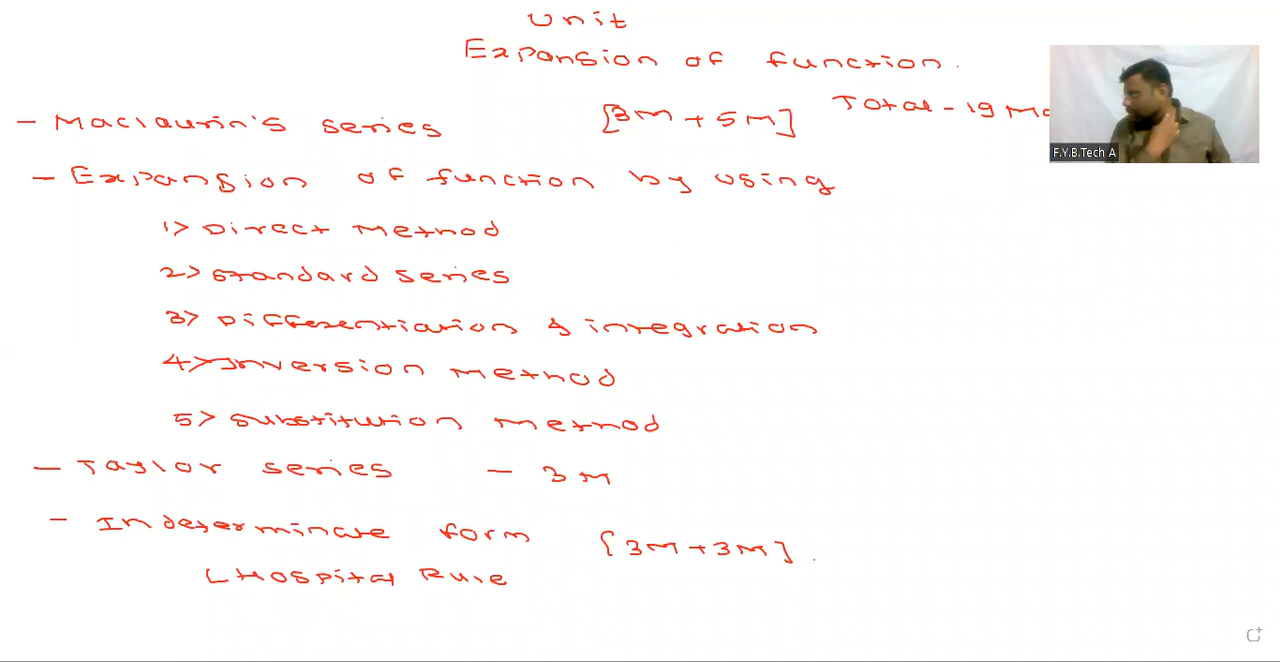 Unit
Expansion of function.
- Maclaurin's series [3M + 5M] Total - 19 Ma
F.Y.B.Tech A
- Expansion of function by using
1> Direct Method
2> Standard series
3> Differentiation & integration
4> Inversion Method
5> Substitution Method
- Taylor series - 3M
- Indeterminate form [3M + 3M].
L Hospital Rule